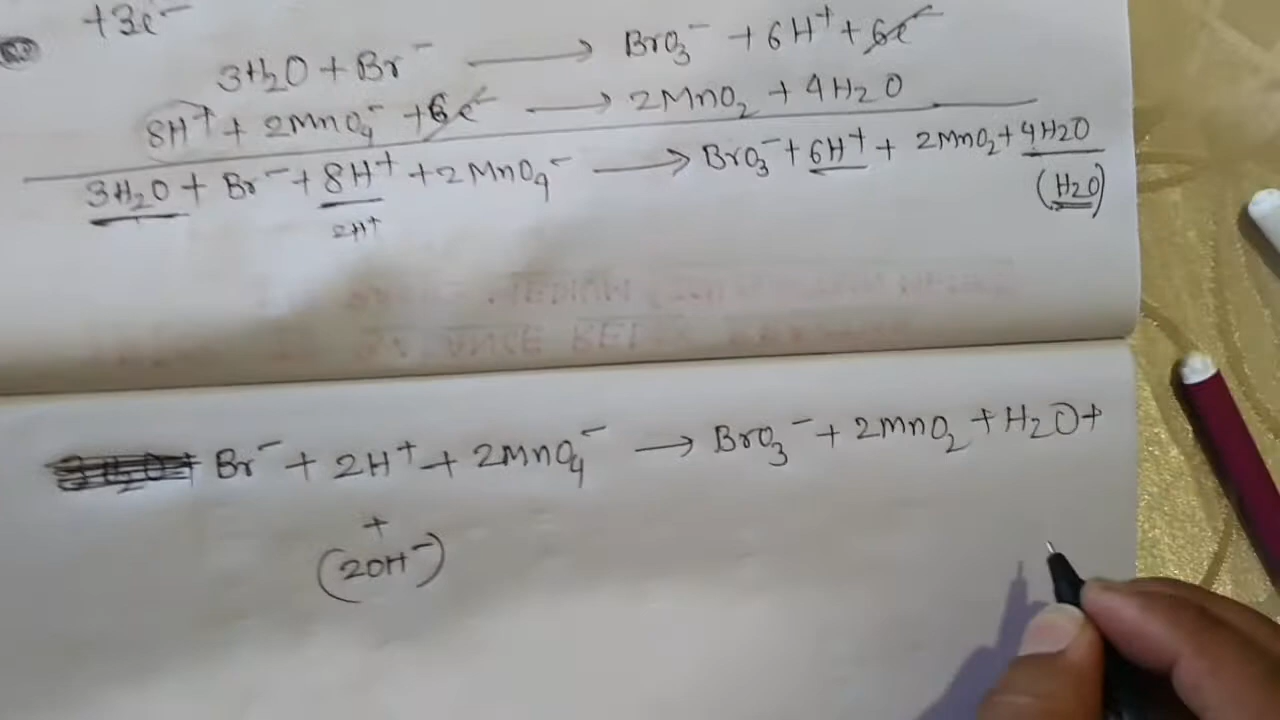 +3e⁻
3H₂O + Br⁻ ⟶ BrO₃⁻ + 6H⁺ + 6e⁻
8H⁺ + 2MnO₄⁻ + 6e⁻ ⟶ 2MnO₂ + 4H₂O
3H₂O + Br⁻ + 8H⁺ + 2MnO₄⁻ ⟶ BrO₃⁻ + 6H⁺ + 2MnO₂ + 4H₂O
2H⁺ (H₂O)
Br⁻ + 2H⁺ + 2MnO₄⁻ ⟶ BrO₃⁻ + 2MnO₂ + H₂O +
+
(2OH⁻)